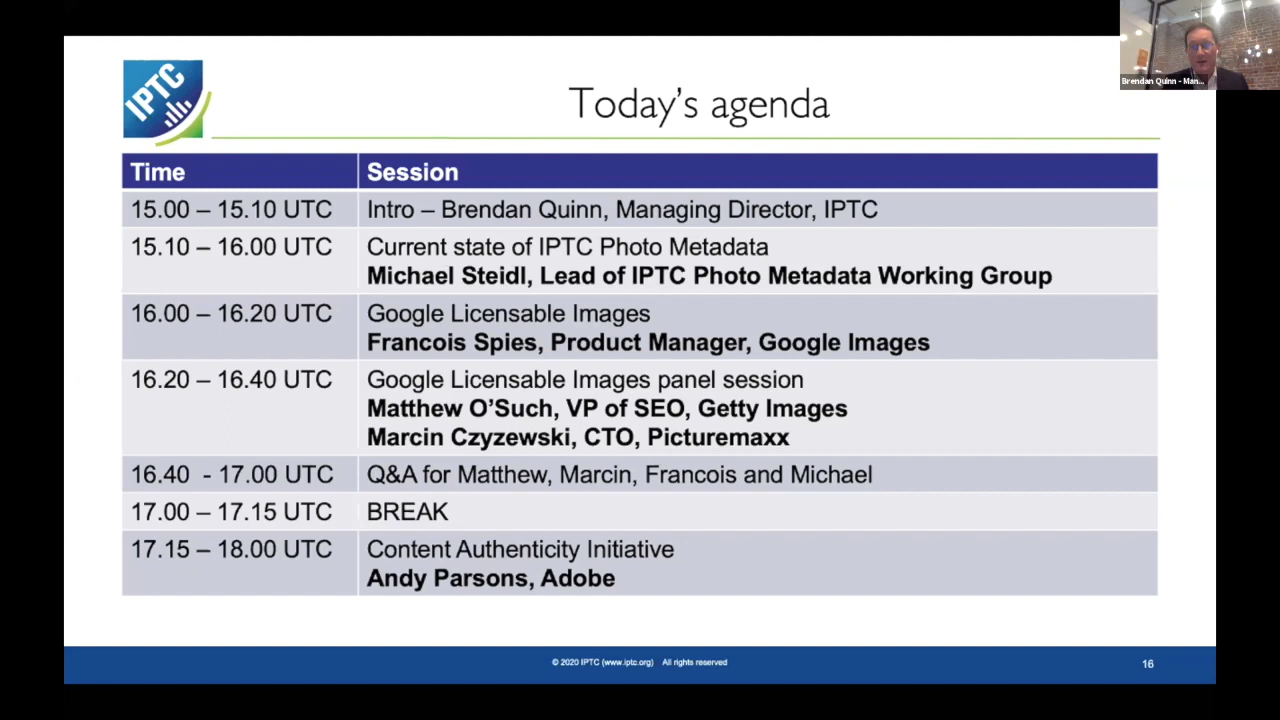 Brendan Quinn - Man...
IPTC
Today's agenda
Time Session
15.00 – 15.10 UTC Intro – Brendan Quinn, Managing Director, IPTC
15.10 – 16.00 UTC Current state of IPTC Photo Metadata
Michael Steidl, Lead of IPTC Photo Metadata Working Group
16.00 – 16.20 UTC Google Licensable Images
Francois Spies, Product Manager, Google Images
16.20 – 16.40 UTC Google Licensable Images panel session
Matthew O'Such, VP of SEO, Getty Images
Marcin Czyzewski, CTO, Picturemaxx
16.40 - 17.00 UTC Q&A for Matthew, Marcin, Francois and Michael
17.00 – 17.15 UTC BREAK
17.15 – 18.00 UTC Content Authenticity Initiative
Andy Parsons, Adobe
© 2020 IPTC (www.iptc.org) All rights reserved
16